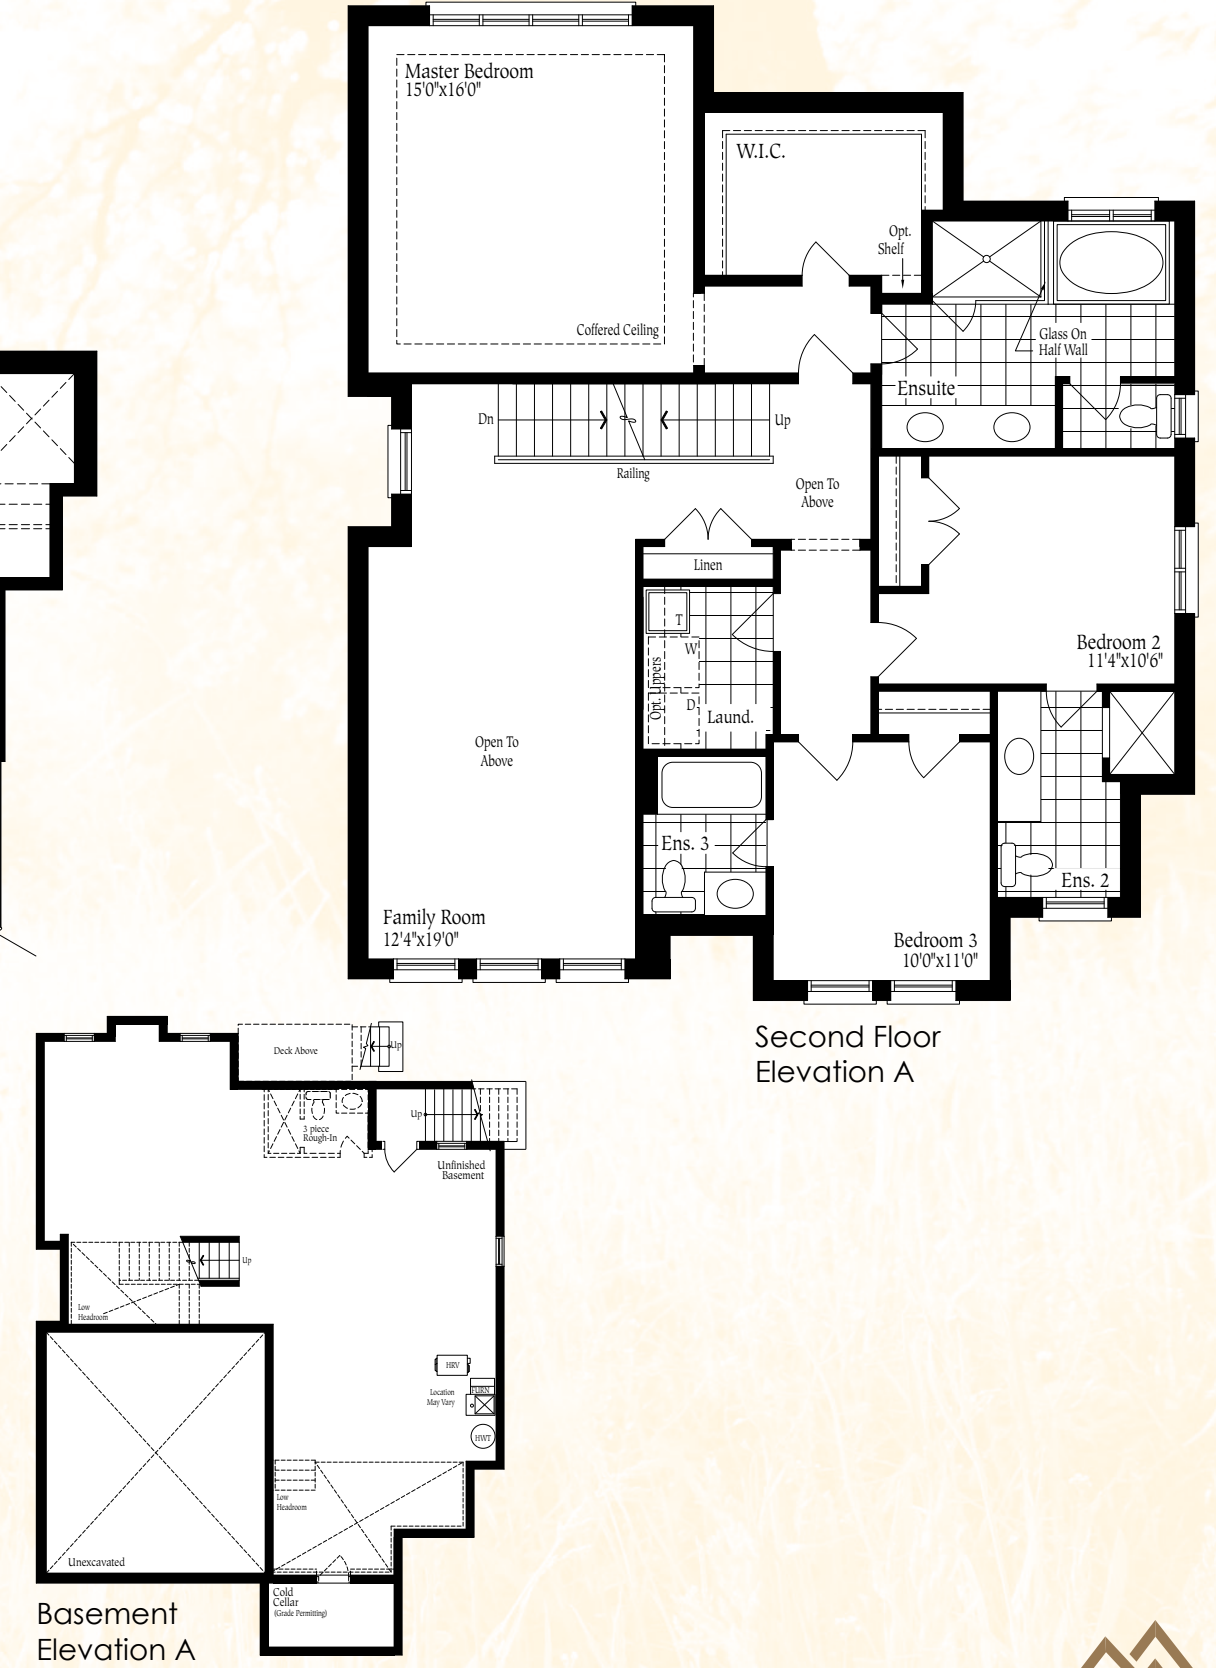 Master Bedroom
15'0"x16'0"
W.I.C.
Opt.
Shelf
Coffered Ceiling
Glass On
Half Wall
Ensuite
Dn
Up
Railing
Open To
Above
Linen
T
W
Opt. Uppers
D
Laund.
Bedroom 2
11'4"x10'6"
Open To
Above
Ens. 3
Ens. 2
Family Room
12'4"x19'0"
Bedroom 3
10'0"x11'0"
Second Floor
Elevation A
Deck Above
Up
3 piece
Rough-In
Up
Unfinished
Basement
Up
Low
Headroom
HRV
Location
May Vary
FURN
HWT
Low
Headroom
Unexcavated
Cold
Cellar
(Grade Permitting)
Basement
Elevation A